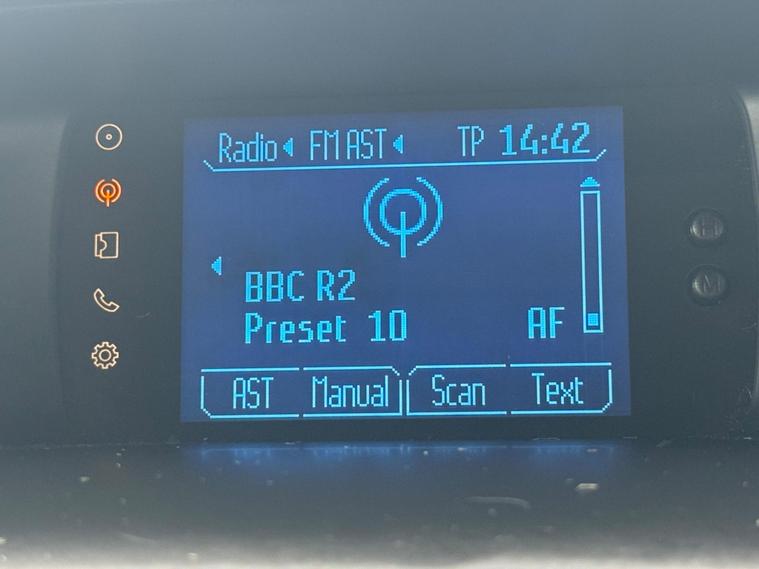 Radio FM AST TP 14:42
BBC R2
Preset 10 AF
AST Manual Scan Text
H
M